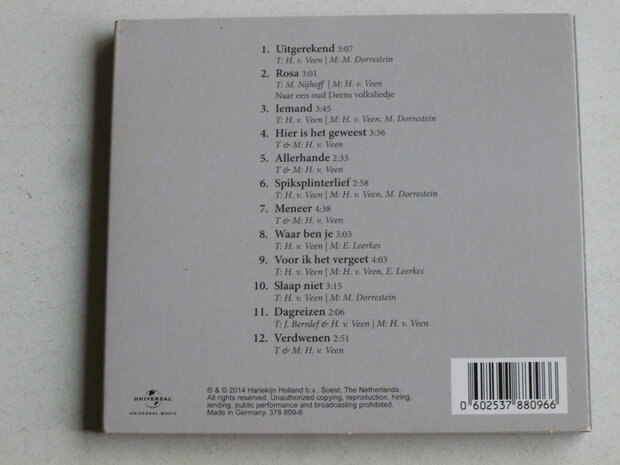 1. Uitgerekend 3:07
T: H. v. Veen | M: M. Dorrestein
2. Rosa 3:01
T: M. Nijhoff | M: H. v. Veen
Naar een oud Deens volksliedje
3. Iemand 3:45
T: H. v. Veen | M: H. v. Veen, M. Dorrestein
4. Hier is het geweest 3:36
T & M: H. v. Veen
5. Allerhande 2:33
T & M: H. v. Veen
6. Spiksplinterlief 2:58
T: H. v. Veen | M: H. v. Veen, M. Dorrestein
7. Meneer 4:38
T & M: H. v. Veen
8. Waar ben je 3:03
T: H. v. Veen | M: E. Leerkes
9. Voor ik het vergeet 4:03
T: H. v. Veen | M: H. v. Veen, E. Leerkes
10. Slaap niet 3:15
T: H. v. Veen | M: M. Dorrestein
11. Dagreizen 2:06
T: J. Bernlef & H. v. Veen | M: H. v. Veen
12. Verdwenen 2:51
T & M: H. v. Veen
UNIVERSAL
UNIVERSAL MUSIC
℗ & © 2014 Harlekijn Holland b.v., Soest, The Netherlands.
All rights reserved. Unauthorized copying, reproduction, hiring,
lending, public performance and broadcasting prohibited.
Made in Germany. 378 809-6
0 602537 880966